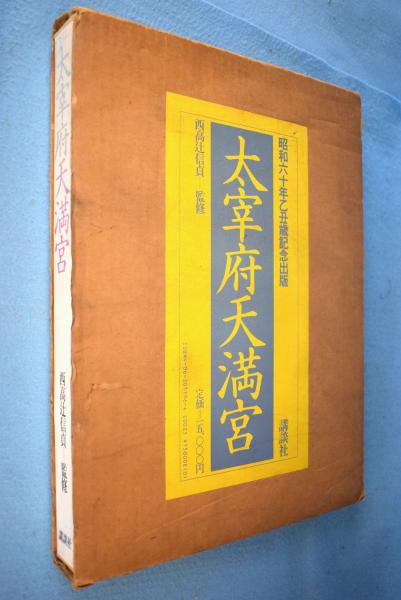 太宰府天満宮
西高辻信貞 監修
講談社
昭和六十年乙丑歳記念出版
太宰府天満宮
西高辻信貞 監修
講談社
定価=一五、〇〇〇円